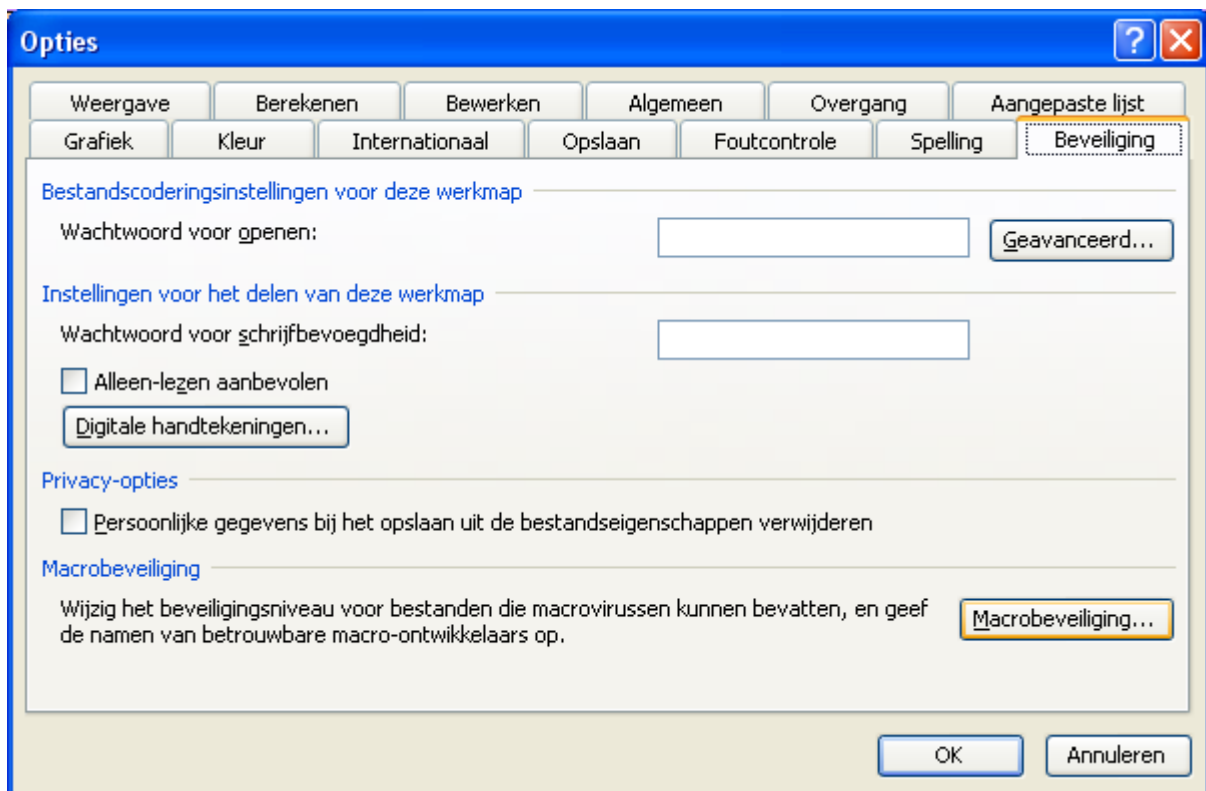 Opties
Weergave Berekenen Bewerken Algemeen Overgang Aangepaste lijst
Grafiek Kleur Internationaal Opslaan Foutcontrole Spelling Beveiliging
Bestandscoderingsinstellingen voor deze werkmap
Wachtwoord voor openen: Geavanceerd...
Instellingen voor het delen van deze werkmap
Wachtwoord voor schrijfbevoegdheid:
Alleen-lezen aanbevolen
Digitale handtekeningen...
Privacy-opties
Persoonlijke gegevens bij het opslaan uit de bestandseigenschappen verwijderen
Macrobeveiliging
Wijzig het beveiligingsniveau voor bestanden die macrovirussen kunnen bevatten, en geef
de namen van betrouwbare macro-ontwikkelaars op. Macrobeveiliging...
OK Annuleren